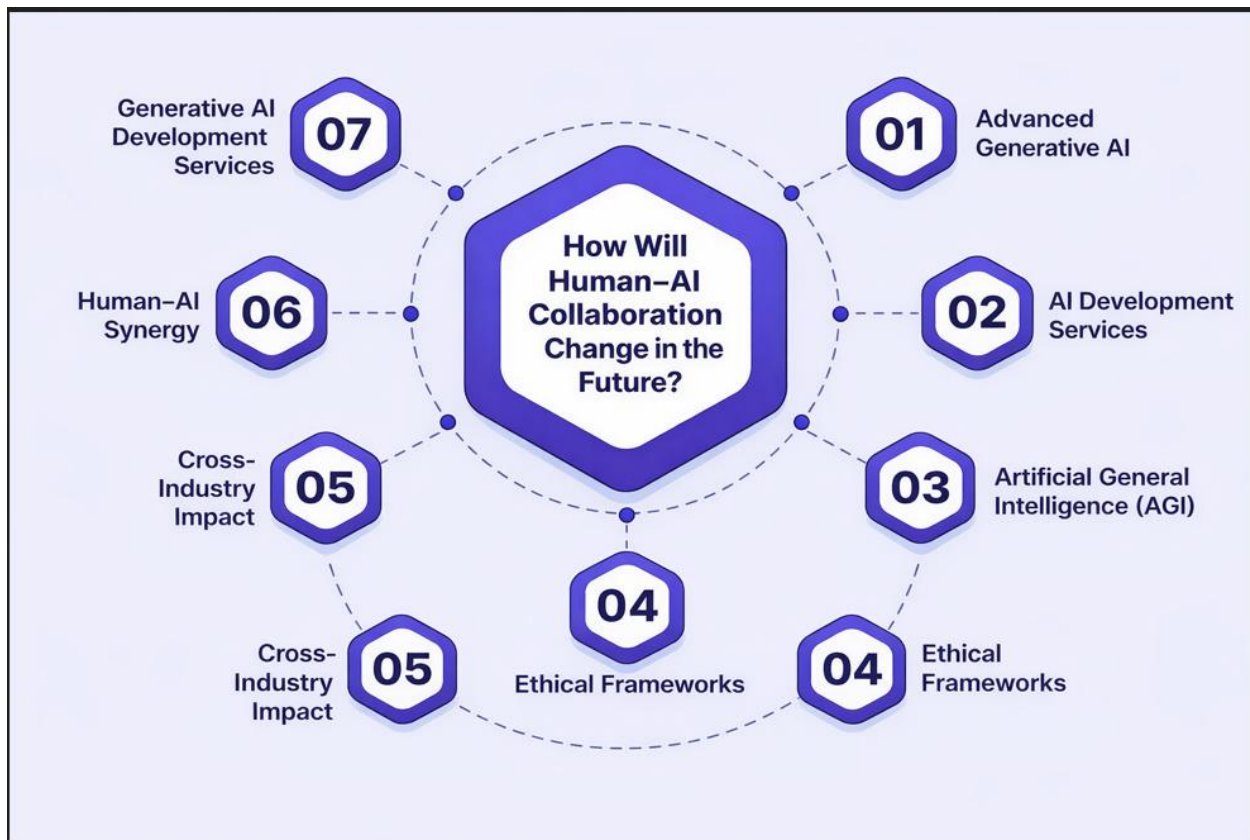 How Will
Human–AI
Collaboration
Change in the
Future?
01
Advanced
Generative AI
02
AI Development
Services
03
Artificial General
Intelligence (AGI)
04
Ethical Frameworks
04
Ethical
Frameworks
05
Cross-
Industry
Impact
05
Cross-
Industry
Impact
06
Human–AI
Synergy
07
Generative AI
Development
Services